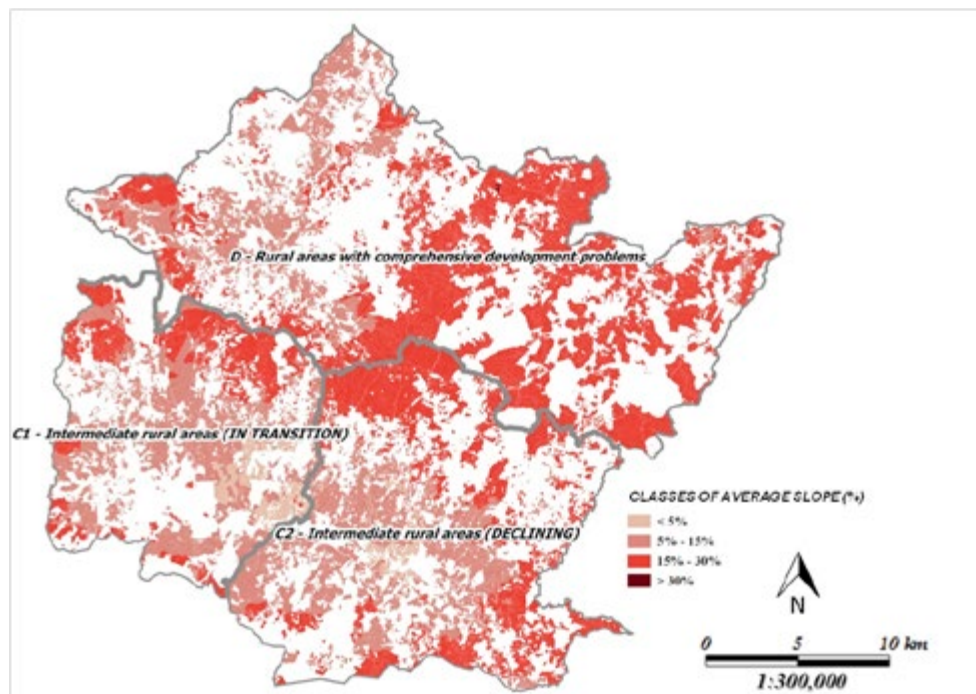 D - Rural areas with comprehensive development problems
C1 - Intermediate rural areas (IN TRANSITION)
C2 - Intermediate rural areas (DECLINING)
CLASSES OF AVERAGE SLOPE (%)
< 5%
5% - 15%
15% - 30%
> 30%
N
0 5 10 km
1:300,000